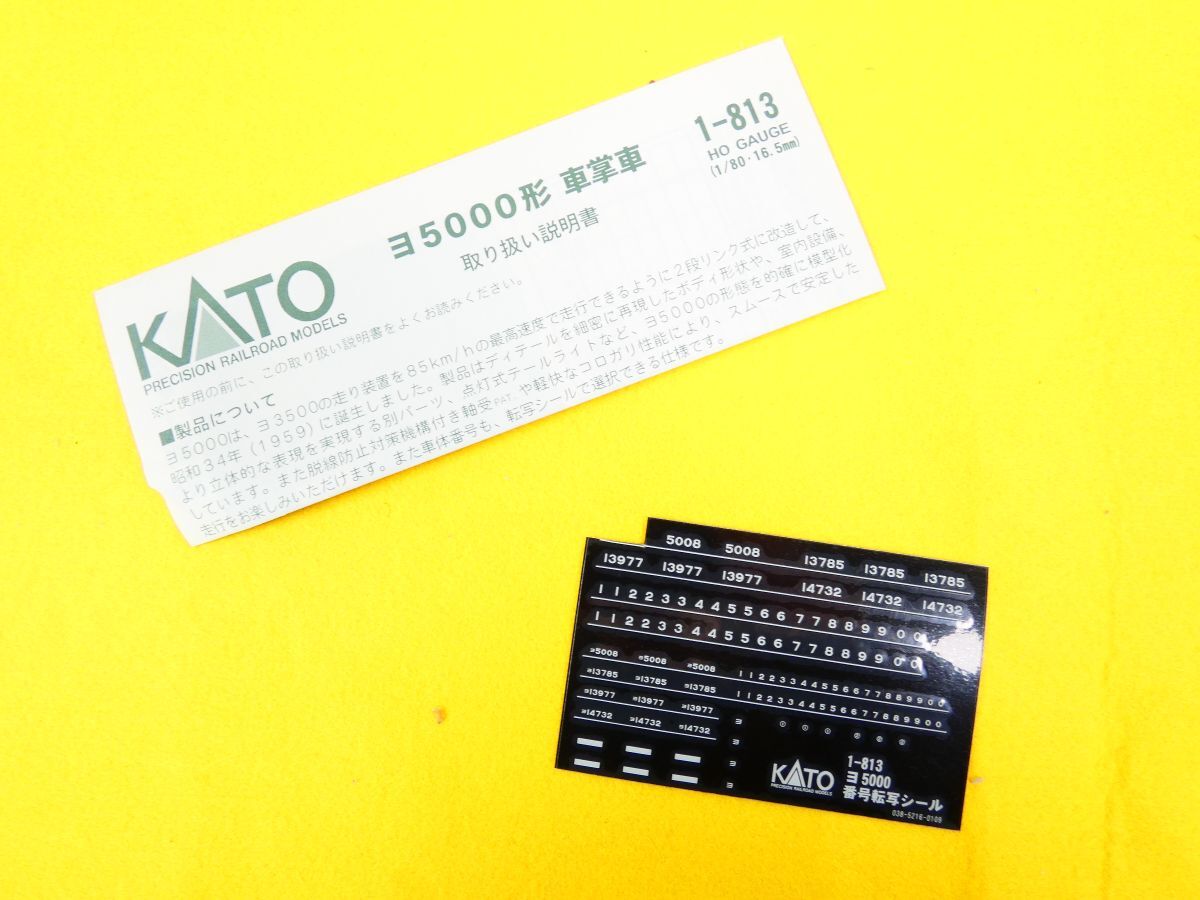 1-813
HO GAUGE
(1/80・16.5mm)
ヨ5000形 車掌車
取り扱い説明書
KATO
PRECISION RAILROAD MODELS
※ご使用の前に、この取り扱い説明書をよくお読みください。
■製品について
ヨ5000は、ヨ3500の走り装置を85km/hの最高速度で走行できるように2段リンク式に改造して、
昭和34年(1959)に誕生しました。製品はディテールを細密に再現したボディ形状や、室内設備、
より立体的な表現を実現する別パーツ、点灯式テールライトなど、ヨ5000の形態を的確に模型化
しています。また脱線防止対策機構付き軸受PAT.や軽快なコロガリ性能により、スムースで安定した
走行をお楽しみいただけます。また車体番号も、転写シールで選択できる仕様です。
5008 5008 13785 13785 13785
13977 13977 13977 14732 14732 14732
1 1 2 2 3 3 4 4 5 5 6 6 7 7 8 8 9 9 0 0
1 1 2 2 3 3 4 4 5 5 6 6 7 7 8 8 9 9 0 0
ヨ5008 ヨ5008 ヨ5008 1 1 2 2 3 3 4 4 5 5 6 6 7 7 8 8 9 9 0 0
ヨ13785 ヨ13785 ヨ13785 1 1 2 2 3 3 4 4 5 5 6 6 7 7 8 8 9 9 0 0
ヨ13977 ヨ13977 ヨ13977
ヨ14732 ヨ14732 ヨ14732
ヨ
ヨ
ヨ
KATO
PRECISION RAILROAD MODELS
1-813
ヨ5000
番号転写シール
038-5216-0109